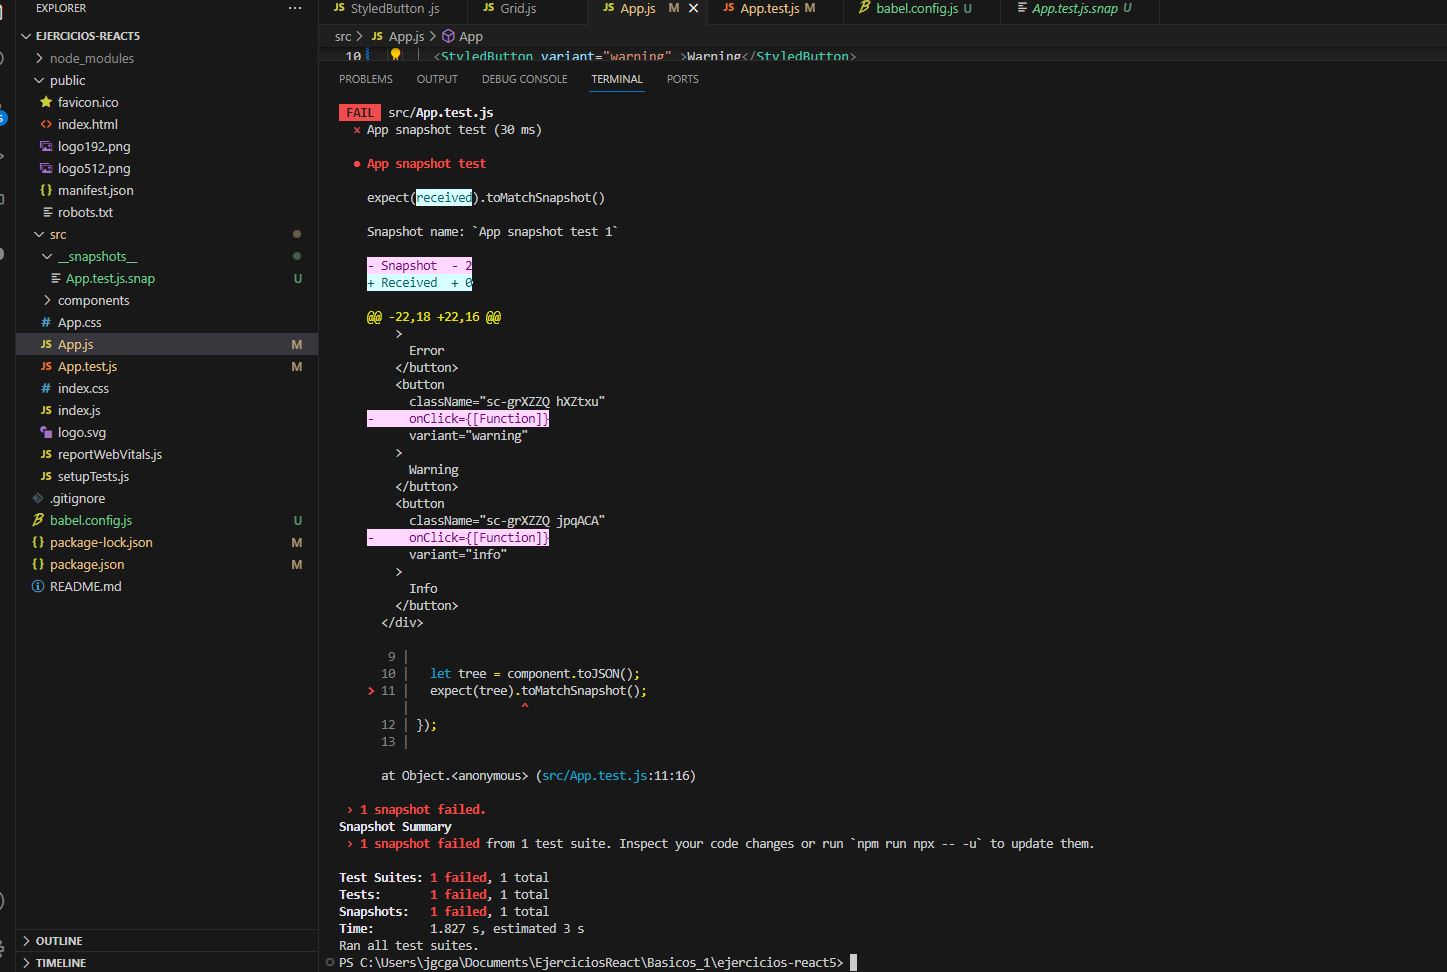 EXPLORER ...
EJERCICIOS-REACT5
node_modules
public
favicon.ico
index.html
logo192.png
logo512.png
manifest.json
robots.txt
src
__snapshots__
App.test.js.snap U
components
App.css
App.js M
App.test.js M
index.css
index.js
logo.svg
reportWebVitals.js
setupTests.js
.gitignore
babel.config.js U
package-lock.json M
package.json M
README.md
OUTLINE
TIMELINE
JS StyledButton .js JS Grid.js JS App.js M JS App.test.js M babel.config.js U App.test.js.snap U
src > JS App.js > App
10 <StyledButton variant="warning" >Warning</StyledButton>
PROBLEMS OUTPUT DEBUG CONSOLE TERMINAL PORTS
FAIL src/App.test.js
× App snapshot test (30 ms)
● App snapshot test
expect(received).toMatchSnapshot()
Snapshot name: `App snapshot test 1`
- Snapshot - 2
+ Received + 0
@@ -22,18 +22,16 @@
>
Error
</button>
<button
className="sc-grXZZQ hXZtxu"
- onClick={[Function]}
variant="warning"
>
Warning
</button>
<button
className="sc-grXZZQ jpqACA"
- onClick={[Function]}
variant="info"
>
Info
</button>
</div>
9 |
10 | let tree = component.toJSON();
> 11 | expect(tree).toMatchSnapshot();
| ^
12 | });
13 |
at Object.<anonymous> (src/App.test.js:11:16)
› 1 snapshot failed.
Snapshot Summary
› 1 snapshot failed from 1 test suite. Inspect your code changes or run `npm run npx -- -u` to update them.
Test Suites: 1 failed, 1 total
Tests: 1 failed, 1 total
Snapshots: 1 failed, 1 total
Time: 1.827 s, estimated 3 s
Ran all test suites.
PS C:\Users\jgcga\Documents\EjerciciosReact\Basicos_1\ejercicios-react5>